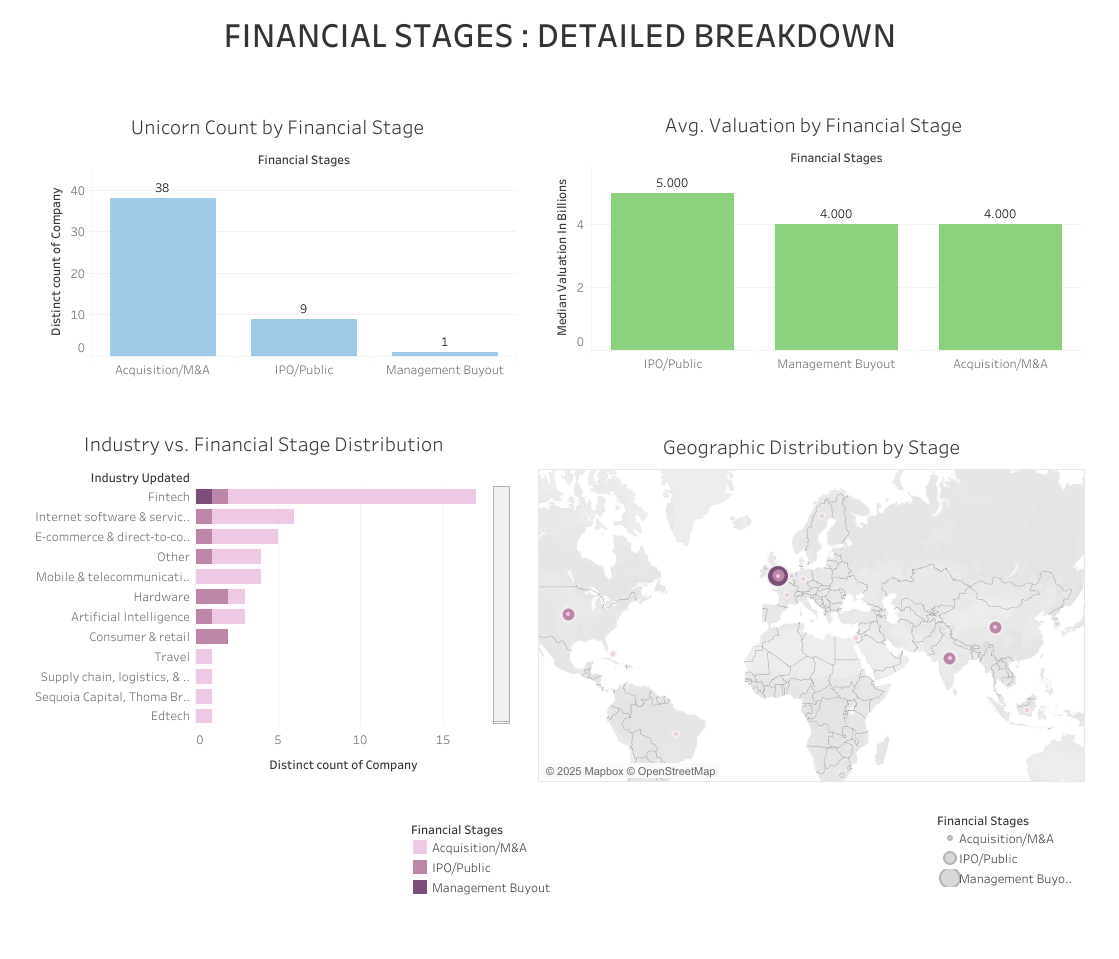 FINANCIAL STAGES : DETAILED BREAKDOWN
Unicorn Count by Financial Stage
Financial Stages
Distinct count of Company
40
30
20
10
0
38
9
1
Acquisition/M&A
IPO/Public
Management Buyout
Avg. Valuation by Financial Stage
Financial Stages
Median Valuation In Billions
4
2
0
5.000
4.000
4.000
IPO/Public
Management Buyout
Acquisition/M&A
Industry vs. Financial Stage Distribution
Industry Updated
Fintech
Internet software & servic..
E-commerce & direct-to-co..
Other
Mobile & telecommunicati..
Hardware
Artificial Intelligence
Consumer & retail
Travel
Supply chain, logistics, & ..
Sequoia Capital, Thoma Br..
Edtech
0
5
10
15
Distinct count of Company
Financial Stages
Acquisition/M&A
IPO/Public
Management Buyout
Geographic Distribution by Stage
© 2025 Mapbox © OpenStreetMap
Financial Stages
Acquisition/M&A
IPO/Public
Management Buyo..